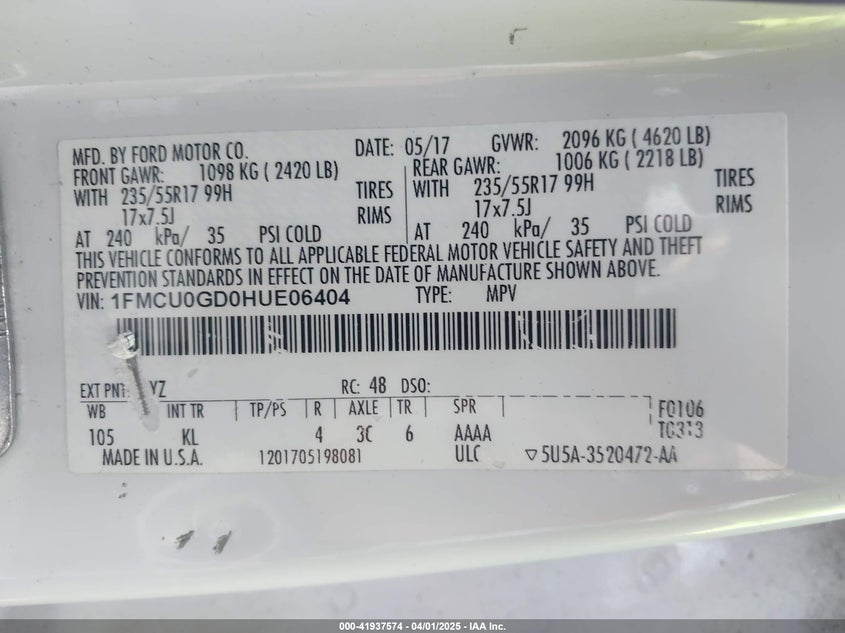 MFD. BY FORD MOTOR CO. DATE: 05/17 GVWR: 2096 KG ( 4620 LB)
FRONT GAWR: 1098 KG ( 2420 LB) REAR GAWR: 1006 KG ( 2218 LB)
WITH 235/55R17 99H TIRES WITH 235/55R17 99H TIRES
17x7.5J RIMS 17x7.5J RIMS
AT 240 kPa/ 35 PSI COLD AT 240 kPa/ 35 PSI COLD
THIS VEHICLE CONFORMS TO ALL APPLICABLE FEDERAL MOTOR VEHICLE SAFETY AND THEFT
PREVENTION STANDARDS IN EFFECT ON THE DATE OF MANUFACTURE SHOWN ABOVE.
VIN: 1FMCU0GD0HUE06404 TYPE: MPV
EXT PNT: YZ RC: 48 DSO:
WB INT TR TP/PS R AXLE TR SPR F0106
105 KL 4 3C 6 AAAA T0313
MADE IN U.S.A. 1201705198081 ULC ▽5U5A-3520472-AA
000-41937574 / 04/01/2025 - IAA Inc.